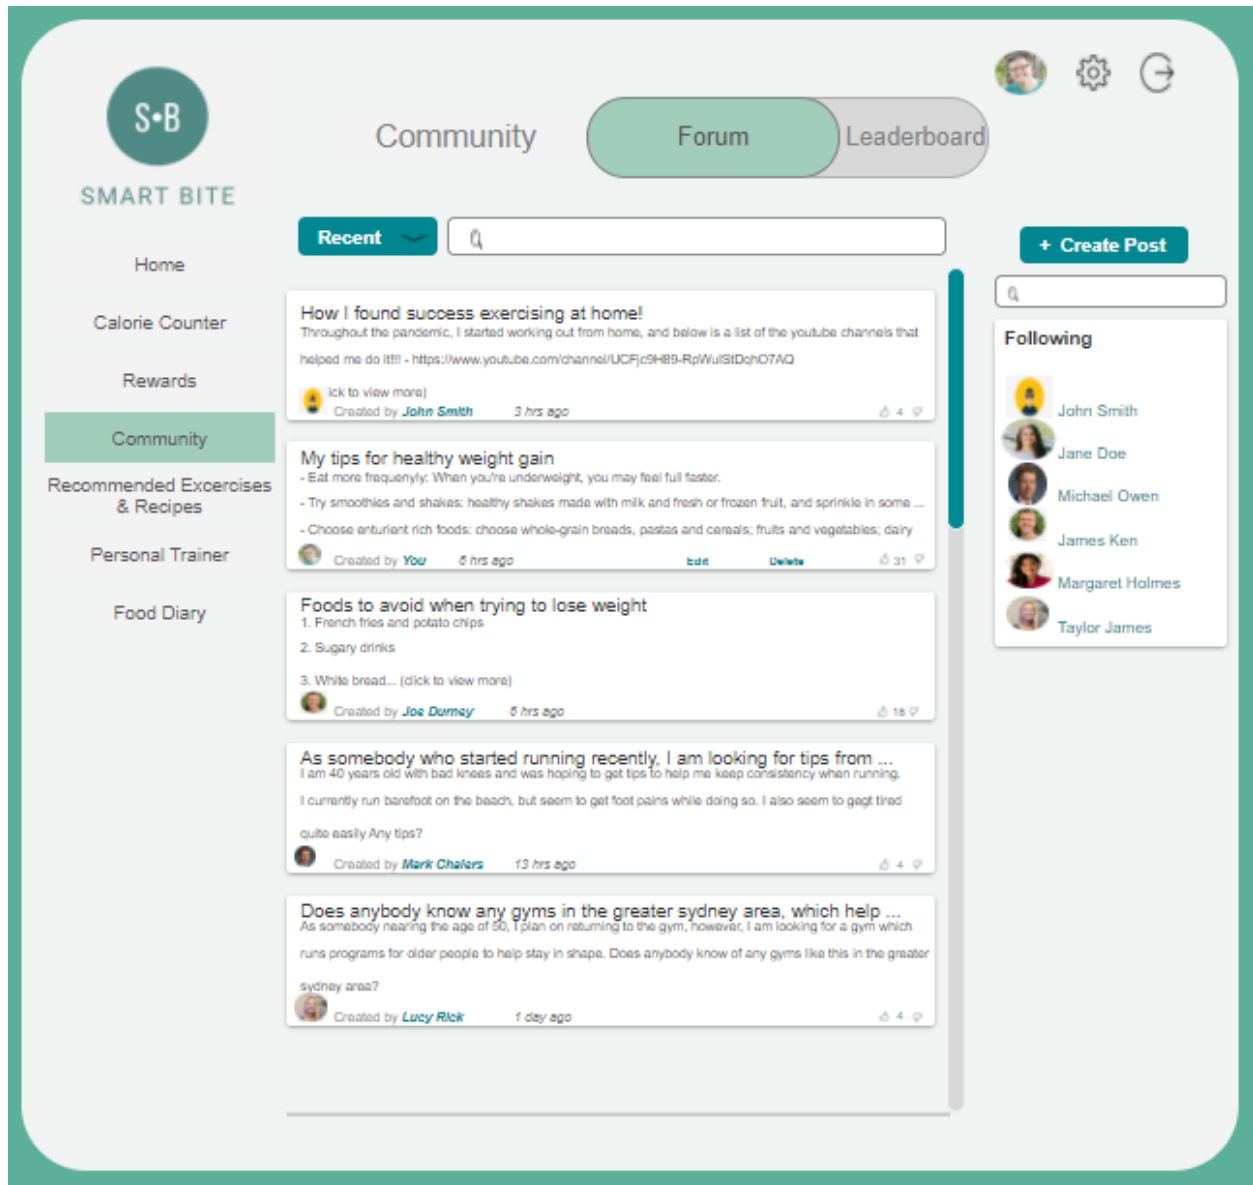 S•B
SMART BITE
Home
Calorie Counter
Rewards
Community
Recommended Excercises
& Recipes
Personal Trainer
Food Diary
Community
Forum
Leaderboard
Recent
How I found success exercising at home!
Throughout the pandemic, I started working out from home, and below is a list of the youtube channels that
helped me do it!!! - https://www.youtube.com/channel/UCFjc9H89-RpWulStDqhO7AQ
ick to view more)
Created by John Smith 3 hrs ago 4
My tips for healthy weight gain
- Eat more frequenyly: When you're underweight, you may feel full faster.
- Try smoothies and shakes: healthy shakes made with milk and fresh or frozen fruit, and sprinkle in some ...
- Choose enturient rich foods: choose whole-grain breads, pastas and cereals; fruits and vegetables; dairy
Created by You 6 hrs ago Edit Delete 31
Foods to avoid when trying to lose weight
1. French fries and potato chips
2. Sugary drinks
3. White bread... (click to view more)
Created by Joe Durney 6 hrs ago 18
As somebody who started running recently, I am looking for tips from ...
I am 40 years old with bad knees and was hoping to get tips to help me keep consistency when running.
I currently run barefoot on the beach, but seem to get foot pains while doing so. I also seem to gegt tired
quite easily Any tips?
Created by Mark Chalers 13 hrs ago 4
Does anybody know any gyms in the greater sydney area, which help ...
As somebody nearing the age of 50, I plan on returning to the gym, however, I am looking for a gym which
runs programs for older people to help stay in shape. Does anybody know of any gyms like this in the greater
sydney area?
Created by Lucy Rick 1 day ago 4
+ Create Post
Following
John Smith
Jane Doe
Michael Owen
James Ken
Margaret Holmes
Taylor James